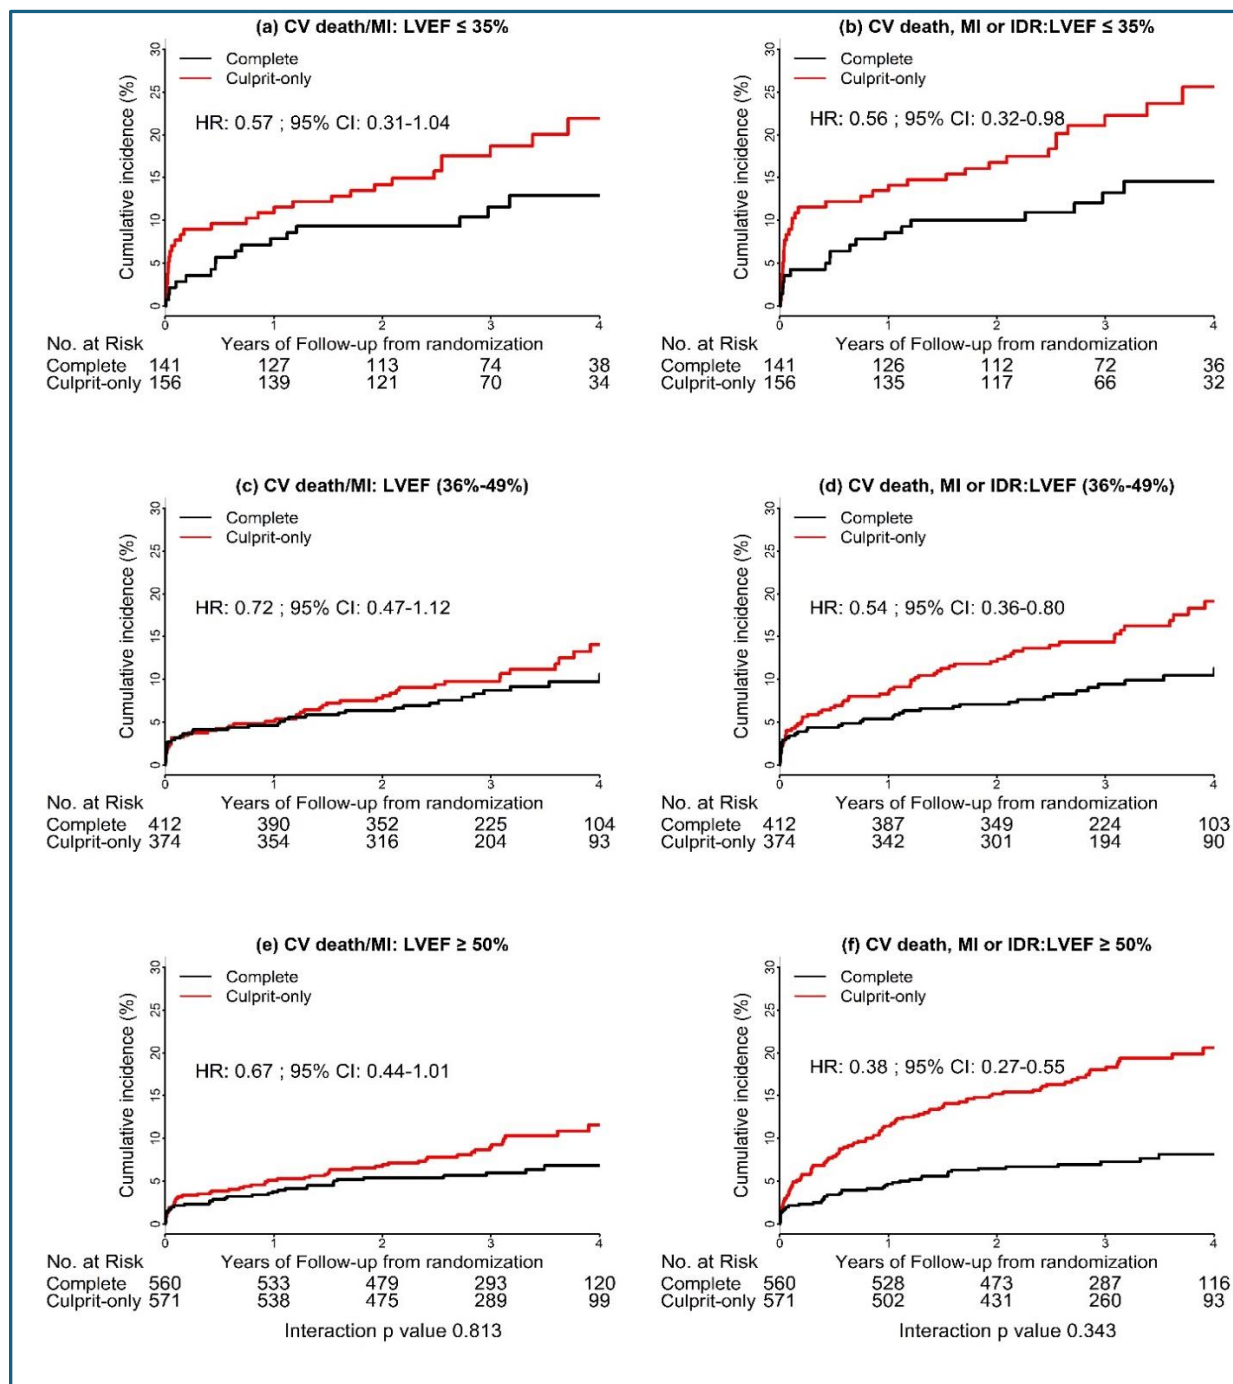 (a) CV death/MI: LVEF ≤ 35%
Complete
Culprit-only
HR: 0.57 ; 95% CI: 0.31-1.04
Cumulative incidence (%)
0 5 10 15 20 25 30
0 1 2 3 4
No. at Risk Years of Follow-up from randomization
Complete 141 127 113 74 38
Culprit-only 156 139 121 70 34
(b) CV death, MI or IDR:LVEF ≤ 35%
Complete
Culprit-only
HR: 0.56 ; 95% CI: 0.32-0.98
Cumulative incidence (%)
0 5 10 15 20 25 30
0 1 2 3 4
No. at Risk Years of Follow-up from randomization
Complete 141 126 112 72 36
Culprit-only 156 135 117 66 32
(c) CV death/MI: LVEF (36%-49%)
Complete
Culprit-only
HR: 0.72 ; 95% CI: 0.47-1.12
Cumulative incidence (%)
0 5 10 15 20 25 30
0 1 2 3 4
No. at Risk Years of Follow-up from randomization
Complete 412 390 352 225 104
Culprit-only 374 354 316 204 93
(d) CV death, MI or IDR:LVEF (36%-49%)
Complete
Culprit-only
HR: 0.54 ; 95% CI: 0.36-0.80
Cumulative incidence (%)
0 5 10 15 20 25 30
0 1 2 3 4
No. at Risk Years of Follow-up from randomization
Complete 412 387 349 224 103
Culprit-only 374 342 301 194 90
(e) CV death/MI: LVEF ≥ 50%
Complete
Culprit-only
HR: 0.67 ; 95% CI: 0.44-1.01
Cumulative incidence (%)
0 5 10 15 20 25 30
0 1 2 3 4
No. at Risk Years of Follow-up from randomization
Complete 560 533 479 293 120
Culprit-only 571 538 475 289 99
Interaction p value 0.813
(f) CV death, MI or IDR:LVEF ≥ 50%
Complete
Culprit-only
HR: 0.38 ; 95% CI: 0.27-0.55
Cumulative incidence (%)
0 5 10 15 20 25 30
0 1 2 3 4
No. at Risk Years of Follow-up from randomization
Complete 560 528 473 287 116
Culprit-only 571 502 431 260 93
Interaction p value 0.343